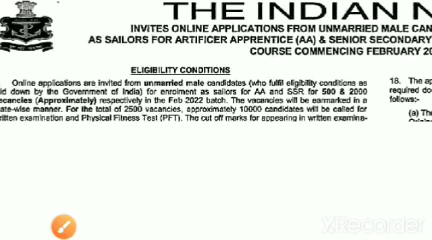 THE INDIAN N
INVITES ONLINE APPLICATIONS FROM UNMARRIED MALE CAN
AS SAILORS FOR ARTIFICER APPRENTICE (AA) & SENIOR SECONDARY
COURSE COMMENCING FEBRUARY 20
ELIGIBILITY CONDITIONS
Online applications are invited from unmarried male candidates (who fulfil eligibility conditions as
id down by the Government of India) for enrolment as sailors for AA and SSR for 500 & 2000
ecancies (Approximately) respectively in the Feb 2022 batch. The vacancies will be earmarked in a
ate-wise manner. For the total of 2500 vacancies, approximately 10000 candidates will be called for
ritten examination and Physical Fitness Test (PFT). The cut off marks for appearing in written examina-
18. The ap
required do
follows:-
(a) The
XRecorder